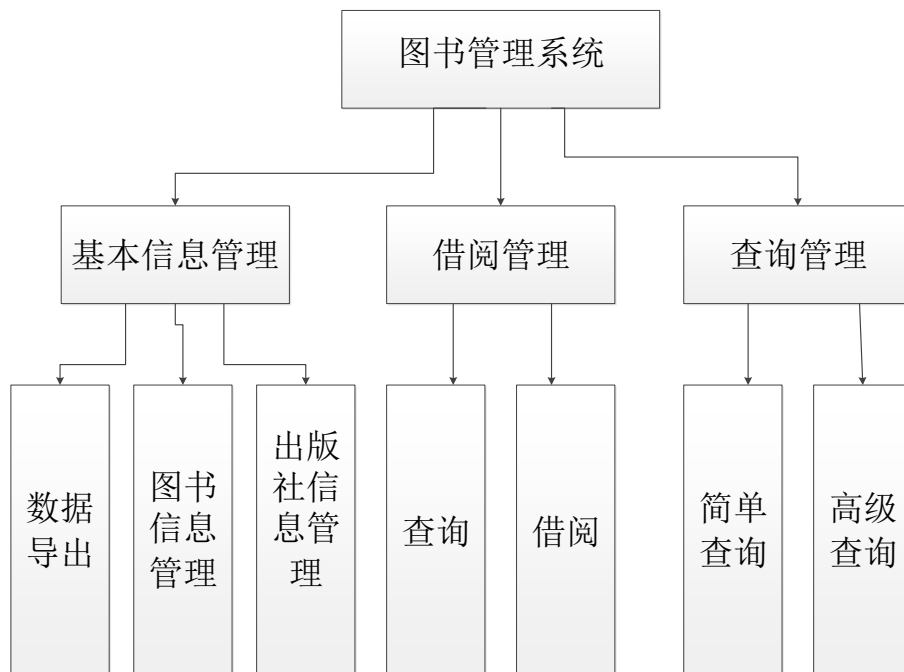 图书管理系统
基本信息管理
借阅管理
查询管理
数据
导出
图书
信息
管理
出版
社信
息管
理
查询
借阅
简单
查询
高级
查询